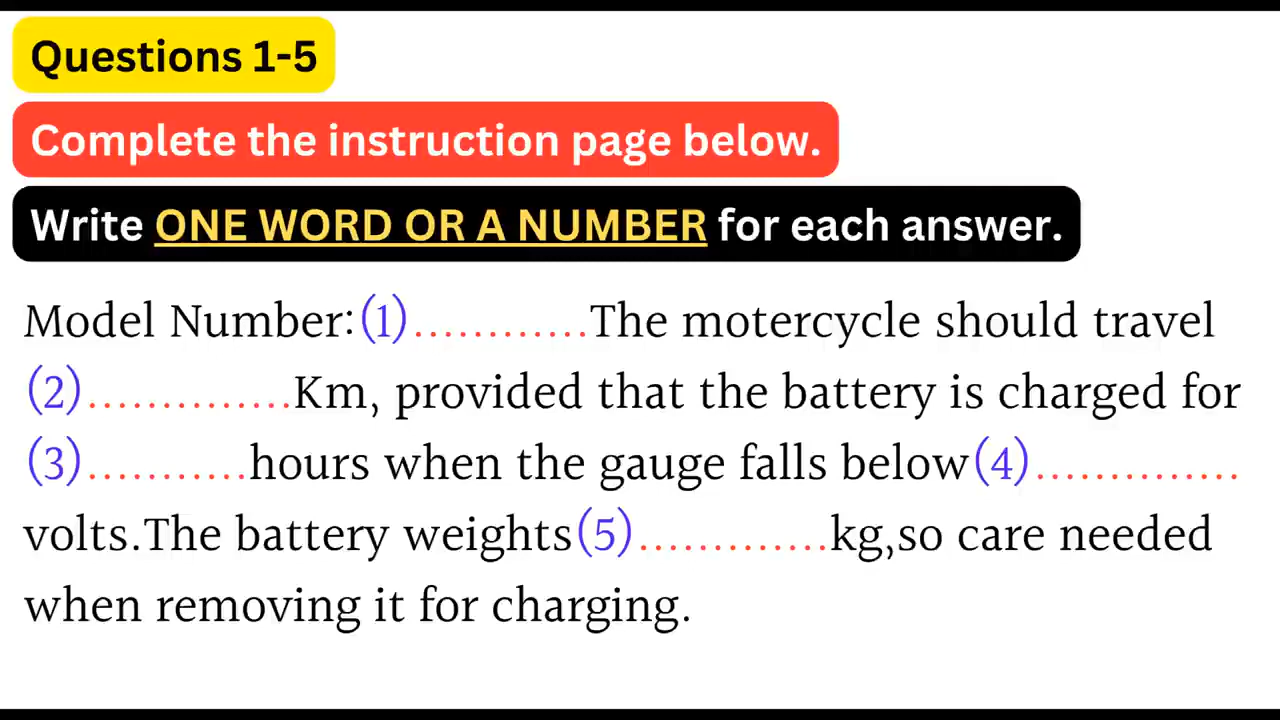 Questions 1-5
Complete the instruction page below.
Write ONE WORD OR A NUMBER for each answer.
Model Number:(1)............The motercycle should travel
(2)..............Km, provided that the battery is charged for
(3)...........hours when the gauge falls below(4)..............
volts.The battery weights(5).............kg,so care needed
when removing it for charging.